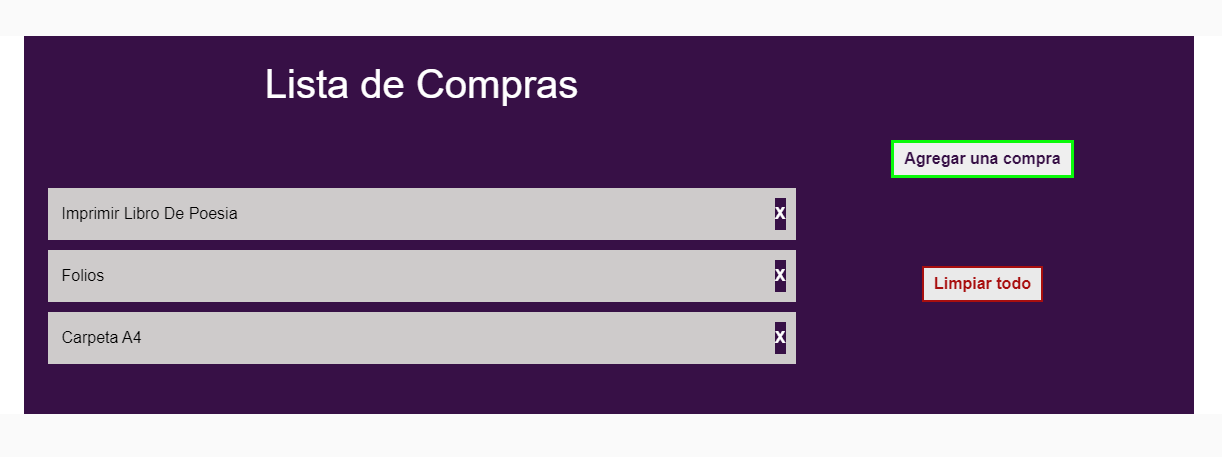 Lista de Compras
Agregar una compra
Imprimir Libro De Poesia x
Folios x
Limpiar todo
Carpeta A4 x